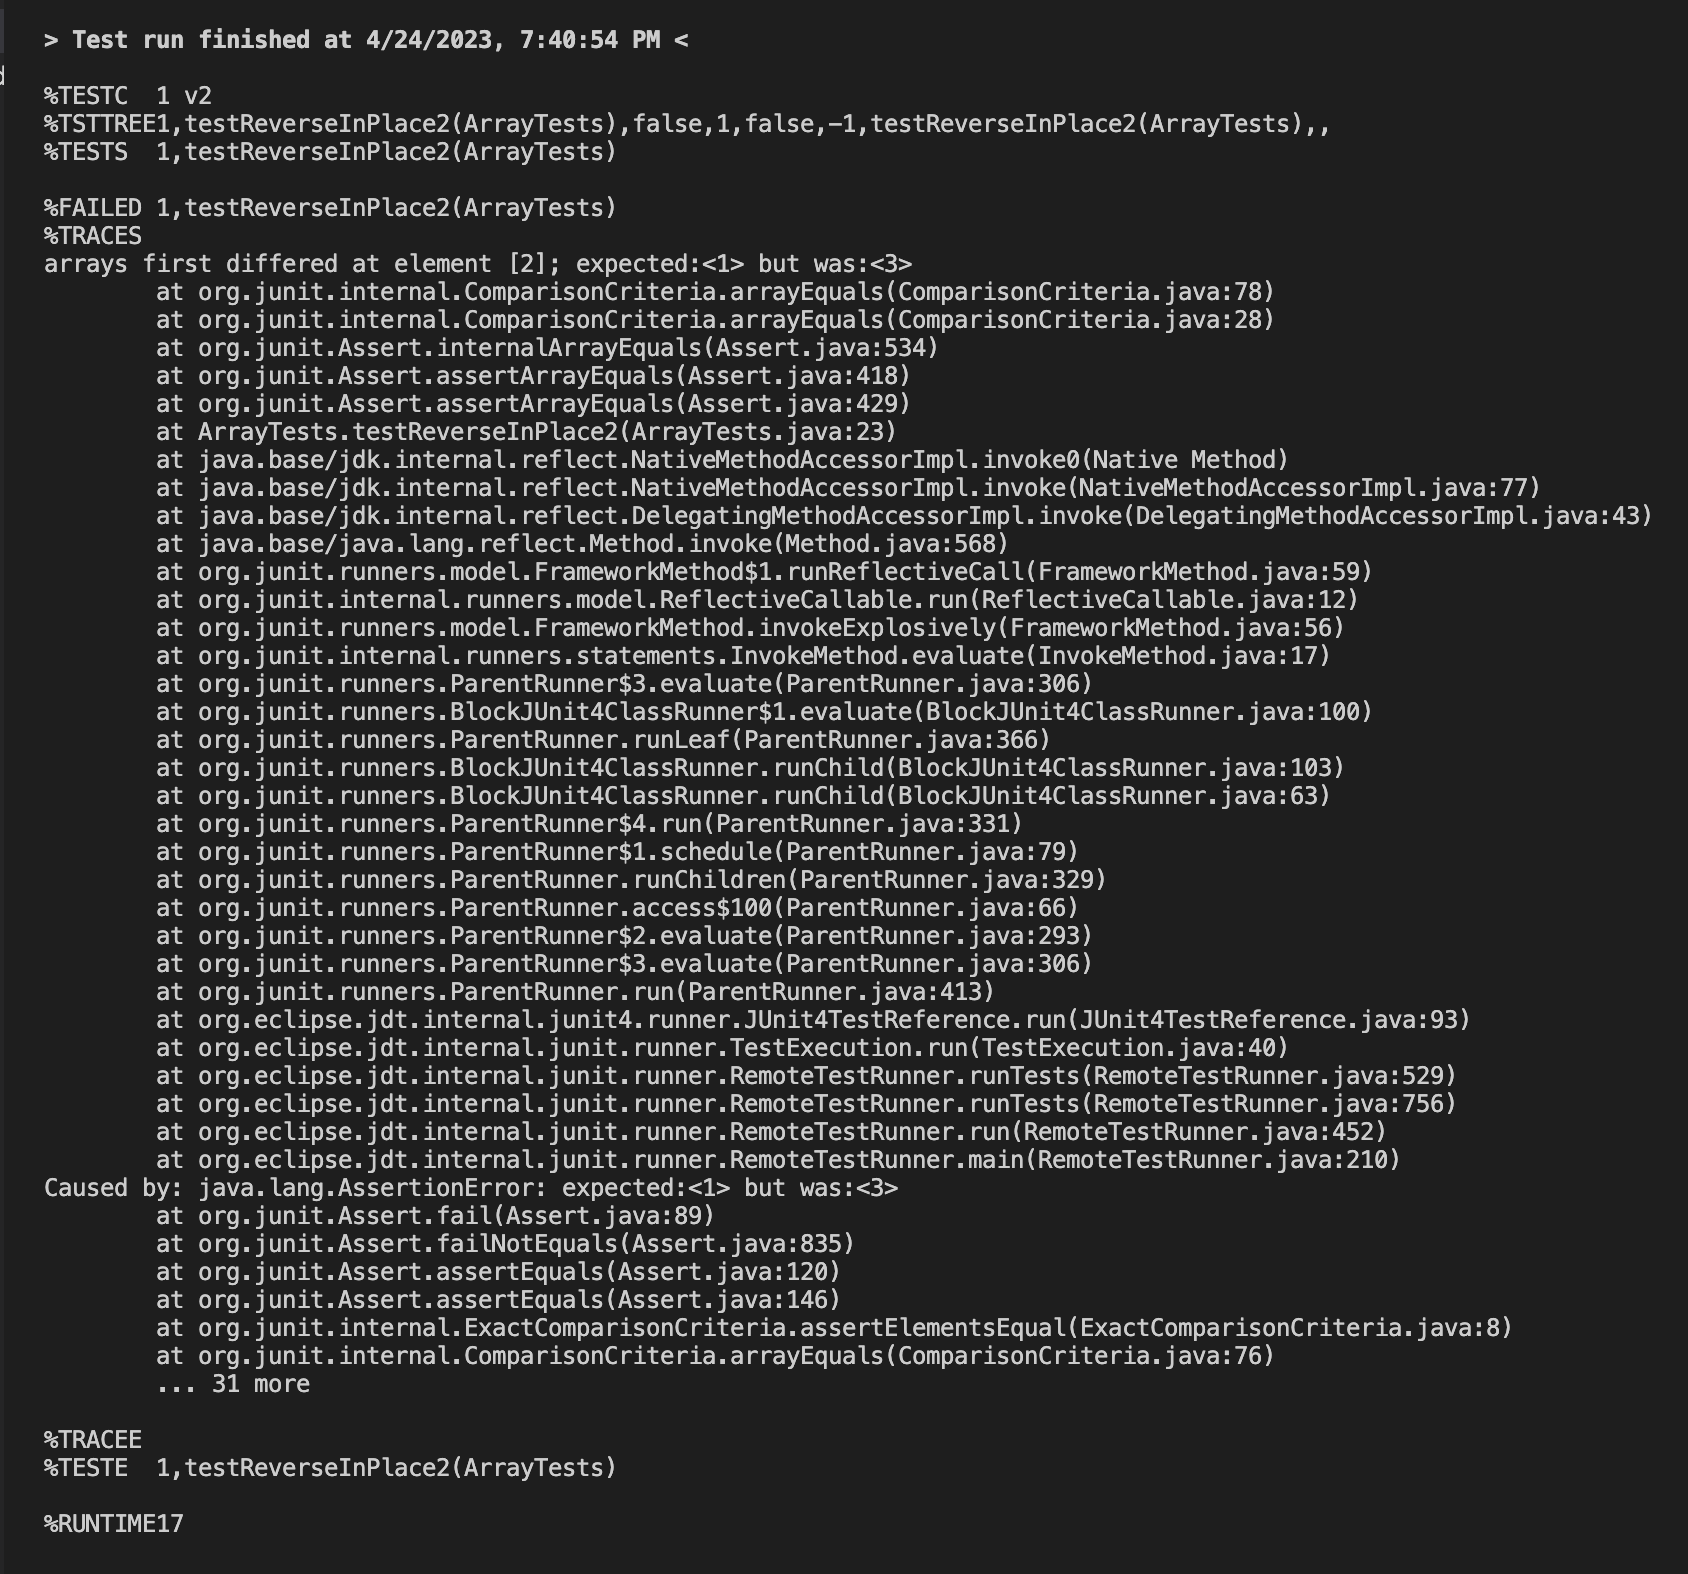 d
> Test run finished at 4/24/2023, 7:40:54 PM <
%TESTC  1 v2
%TSTTREE1,testReverseInPlace2(ArrayTests),false,1,false,-1,testReverseInPlace2(ArrayTests),,
%TESTS  1,testReverseInPlace2(ArrayTests)
%FAILED 1,testReverseInPlace2(ArrayTests)
%TRACES
arrays first differed at element [2]; expected:<1> but was:<3>
        at org.junit.internal.ComparisonCriteria.arrayEquals(ComparisonCriteria.java:78)
        at org.junit.internal.ComparisonCriteria.arrayEquals(ComparisonCriteria.java:28)
        at org.junit.Assert.internalArrayEquals(Assert.java:534)
        at org.junit.Assert.assertArrayEquals(Assert.java:418)
        at org.junit.Assert.assertArrayEquals(Assert.java:429)
        at ArrayTests.testReverseInPlace2(ArrayTests.java:23)
        at java.base/jdk.internal.reflect.NativeMethodAccessorImpl.invoke0(Native Method)
        at java.base/jdk.internal.reflect.NativeMethodAccessorImpl.invoke(NativeMethodAccessorImpl.java:77)
        at java.base/jdk.internal.reflect.DelegatingMethodAccessorImpl.invoke(DelegatingMethodAccessorImpl.java:43)
        at java.base/java.lang.reflect.Method.invoke(Method.java:568)
        at org.junit.runners.model.FrameworkMethod$1.runReflectiveCall(FrameworkMethod.java:59)
        at org.junit.internal.runners.model.ReflectiveCallable.run(ReflectiveCallable.java:12)
        at org.junit.runners.model.FrameworkMethod.invokeExplosively(FrameworkMethod.java:56)
        at org.junit.internal.runners.statements.InvokeMethod.evaluate(InvokeMethod.java:17)
        at org.junit.runners.ParentRunner$3.evaluate(ParentRunner.java:306)
        at org.junit.runners.BlockJUnit4ClassRunner$1.evaluate(BlockJUnit4ClassRunner.java:100)
        at org.junit.runners.ParentRunner.runLeaf(ParentRunner.java:366)
        at org.junit.runners.BlockJUnit4ClassRunner.runChild(BlockJUnit4ClassRunner.java:103)
        at org.junit.runners.BlockJUnit4ClassRunner.runChild(BlockJUnit4ClassRunner.java:63)
        at org.junit.runners.ParentRunner$4.run(ParentRunner.java:331)
        at org.junit.runners.ParentRunner$1.schedule(ParentRunner.java:79)
        at org.junit.runners.ParentRunner.runChildren(ParentRunner.java:329)
        at org.junit.runners.ParentRunner.access$100(ParentRunner.java:66)
        at org.junit.runners.ParentRunner$2.evaluate(ParentRunner.java:293)
        at org.junit.runners.ParentRunner$3.evaluate(ParentRunner.java:306)
        at org.junit.runners.ParentRunner.run(ParentRunner.java:413)
        at org.eclipse.jdt.internal.junit4.runner.JUnit4TestReference.run(JUnit4TestReference.java:93)
        at org.eclipse.jdt.internal.junit.runner.TestExecution.run(TestExecution.java:40)
        at org.eclipse.jdt.internal.junit.runner.RemoteTestRunner.runTests(RemoteTestRunner.java:529)
        at org.eclipse.jdt.internal.junit.runner.RemoteTestRunner.runTests(RemoteTestRunner.java:756)
        at org.eclipse.jdt.internal.junit.runner.RemoteTestRunner.run(RemoteTestRunner.java:452)
        at org.eclipse.jdt.internal.junit.runner.RemoteTestRunner.main(RemoteTestRunner.java:210)
Caused by: java.lang.AssertionError: expected:<1> but was:<3>
        at org.junit.Assert.fail(Assert.java:89)
        at org.junit.Assert.failNotEquals(Assert.java:835)
        at org.junit.Assert.assertEquals(Assert.java:120)
        at org.junit.Assert.assertEquals(Assert.java:146)
        at org.junit.internal.ExactComparisonCriteria.assertElementsEqual(ExactComparisonCriteria.java:8)
        at org.junit.internal.ComparisonCriteria.arrayEquals(ComparisonCriteria.java:76)
        ... 31 more
%TRACEE
%TESTE  1,testReverseInPlace2(ArrayTests)
%RUNTIME17